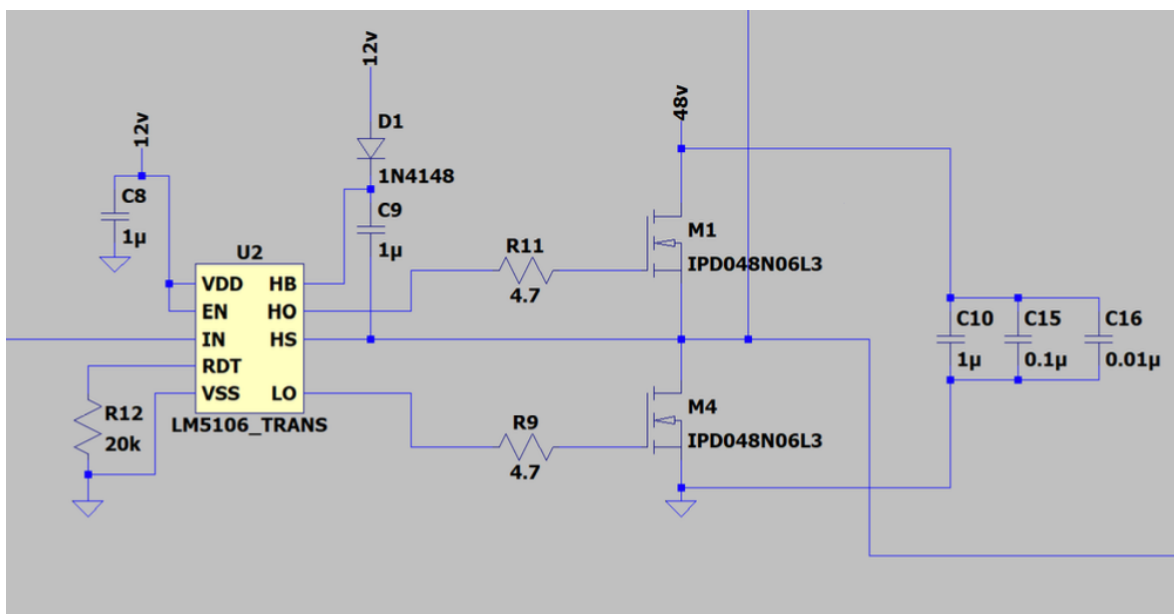 12v
12v
48v
D1
1N4148
C8
1µ
C9
1µ
U2
VDD HB
EN HO
IN HS
RDT
VSS LO
LM5106_TRANS
R12
20k
R11
4.7
R9
4.7
M1
IPD048N06L3
M4
IPD048N06L3
C10
1µ
C15
0.1µ
C16
0.01µ